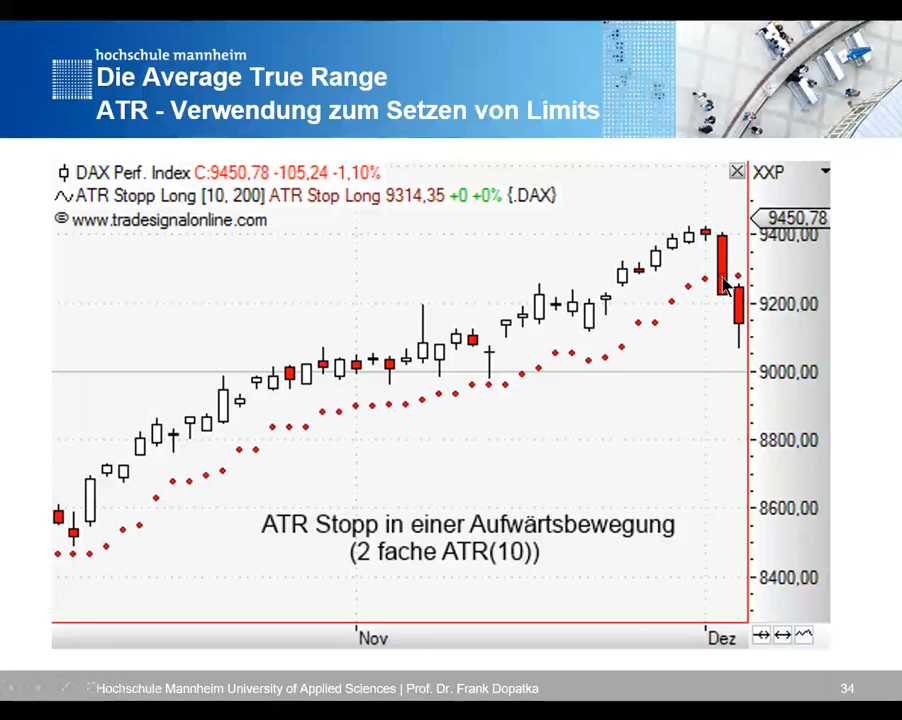 hochschule mannheim
Die Average True Range
ATR - Verwendung zum Setzen von Limits
DAX Perf. Index C:9450,78 -105,24 -1,10%
XXP
ATR Stopp Long [10, 200] ATR Stop Long 9314,35 +0 +0% {.DAX}
© www.tradesignalonline.com
9450,78
9400,00
9200,00
9000,00
8800,00
8600,00
8400,00
ATR Stopp in einer Aufwärtsbewegung
(2 fache ATR(10))
Nov
Dez
Hochschule Mannheim University of Applied Sciences | Prof. Dr. Frank Dopatka
34